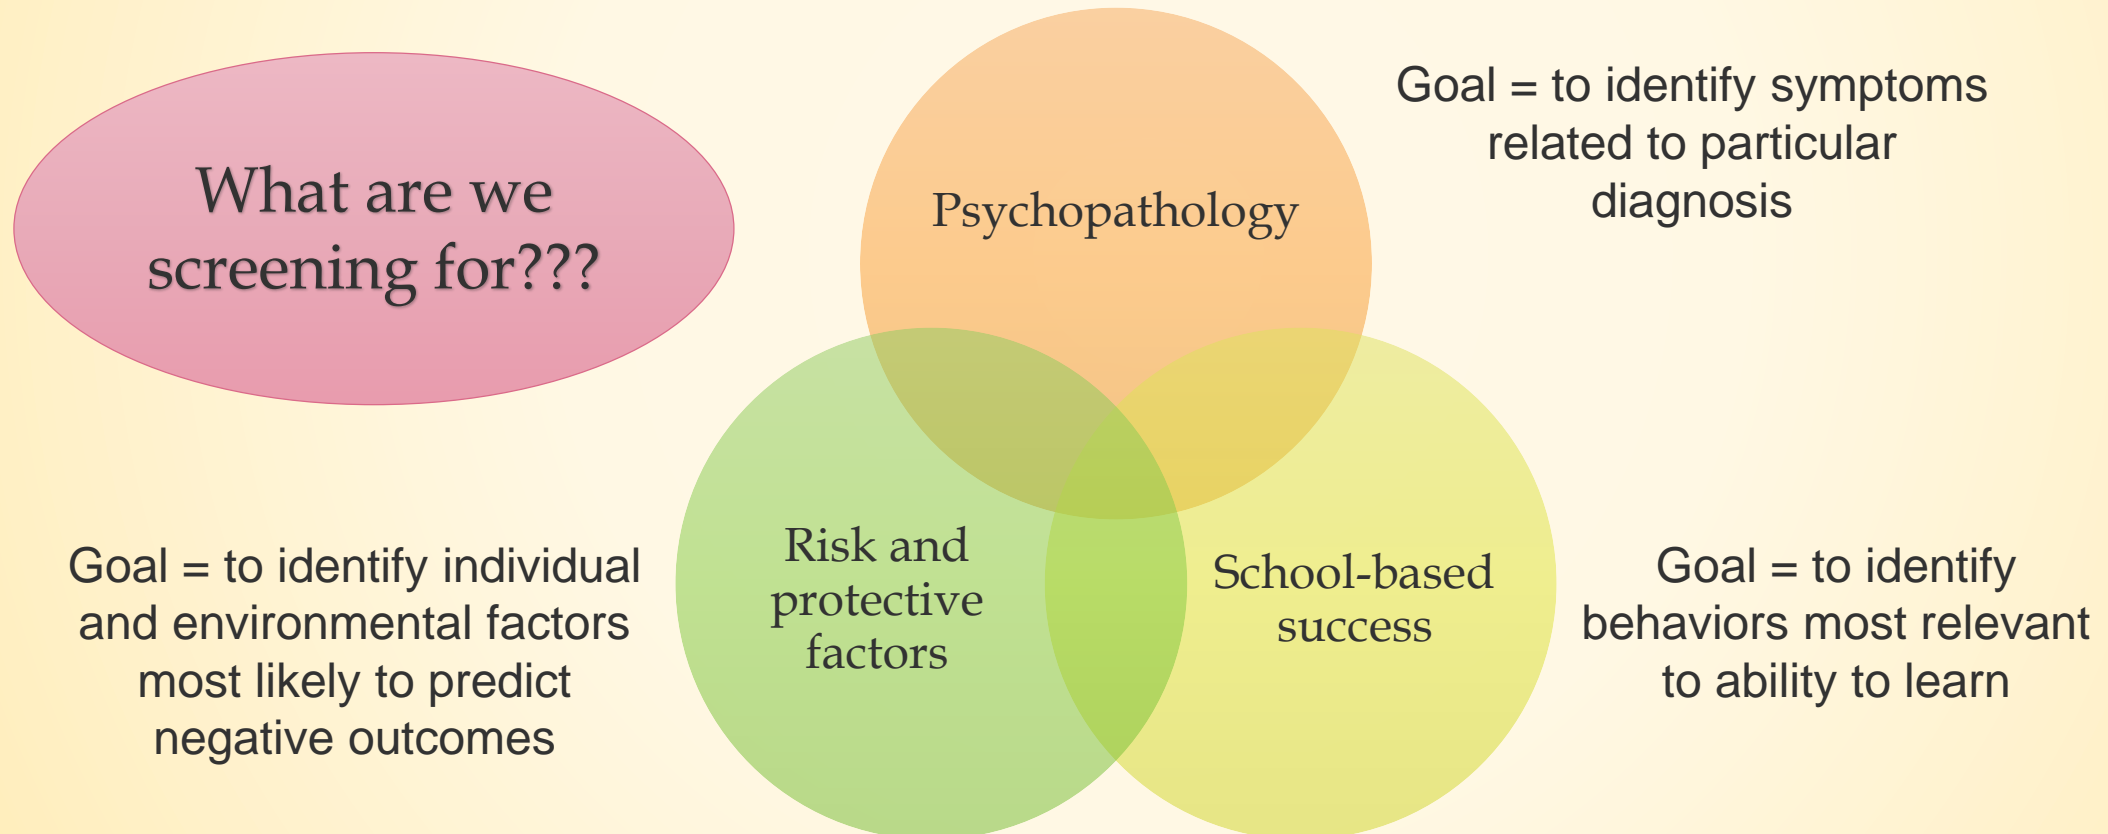 What are we
screening for???
Psychopathology
Goal = to identify symptoms
related to particular
diagnosis
Goal = to identify individual
and environmental factors
most likely to predict
negative outcomes
Risk and
protective
factors
School-based
success
Goal = to identify
behaviors most relevant
to ability to learn